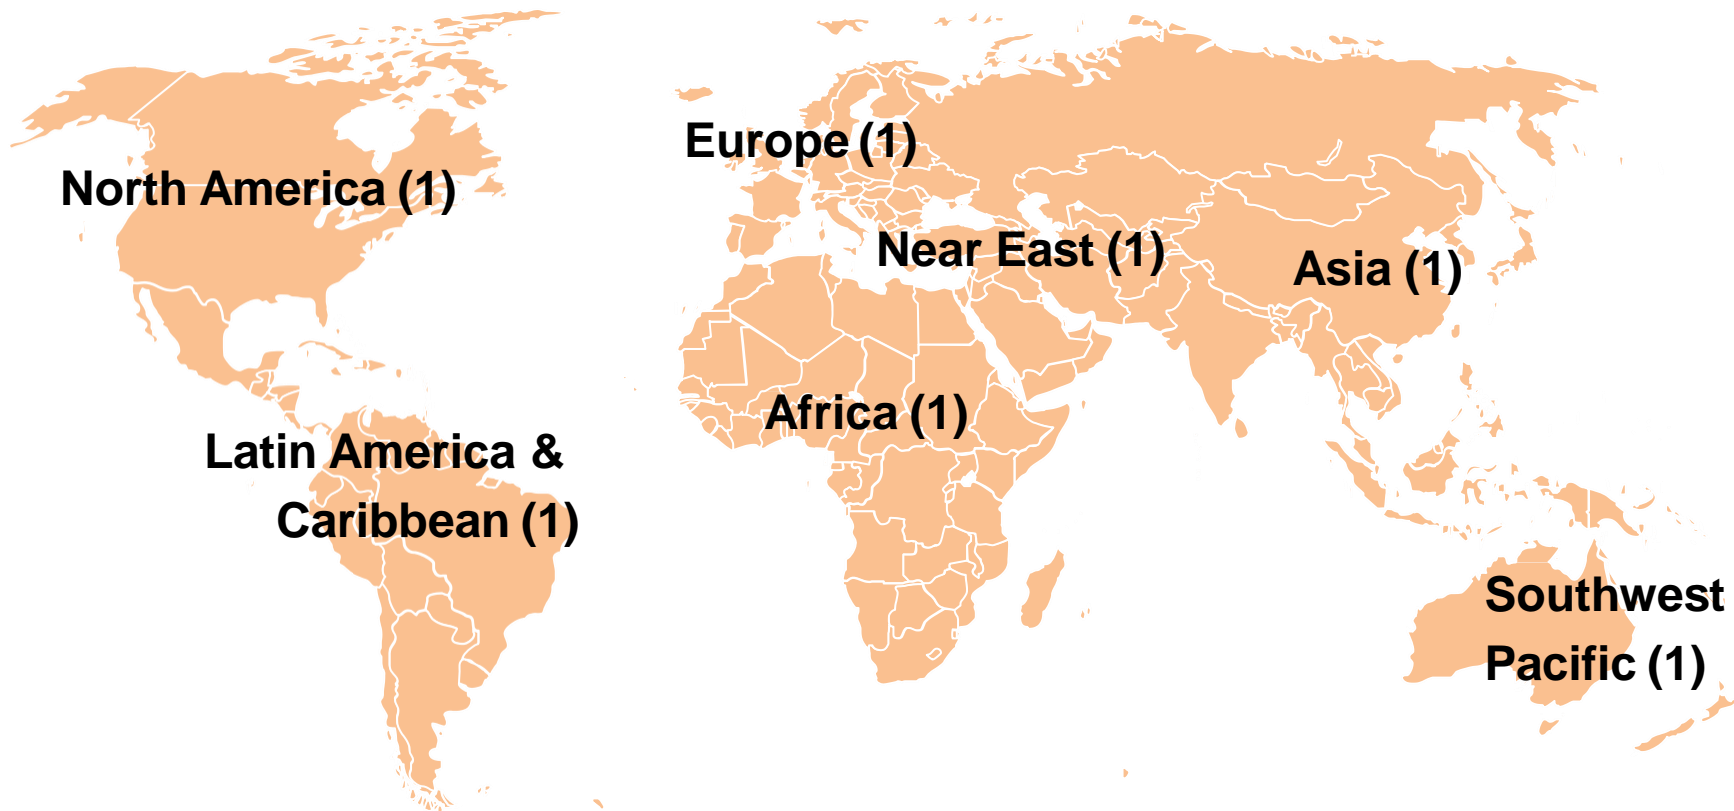 Europe (1)
North America (1)
Near East (1)
Asia (1)
Africa (1)
Latin America &
Caribbean (1)
Southwest
Pacific (1)